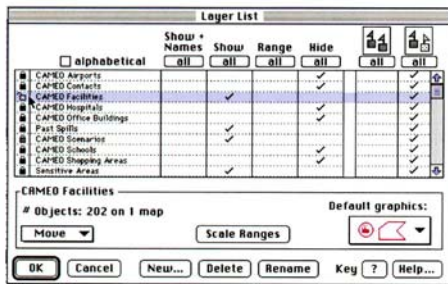 Layer List
Show + Names Show Range Hide
alphabetical all all all all all all
CAMEO Airports
CAMEO Contacts
CAMEO Facilities
CAMEO Hospitals
CAMEO Office Buildings
Past Spills
CAMEO Scenarios
CAMEO Schools
CAMEO Shopping Areas
Sensitive Areas
CAMEO Facilities
# Objects: 202 on 1 map
Default graphics:
Move
Scale Ranges
OK Cancel New... Delete Rename Key ? Help...